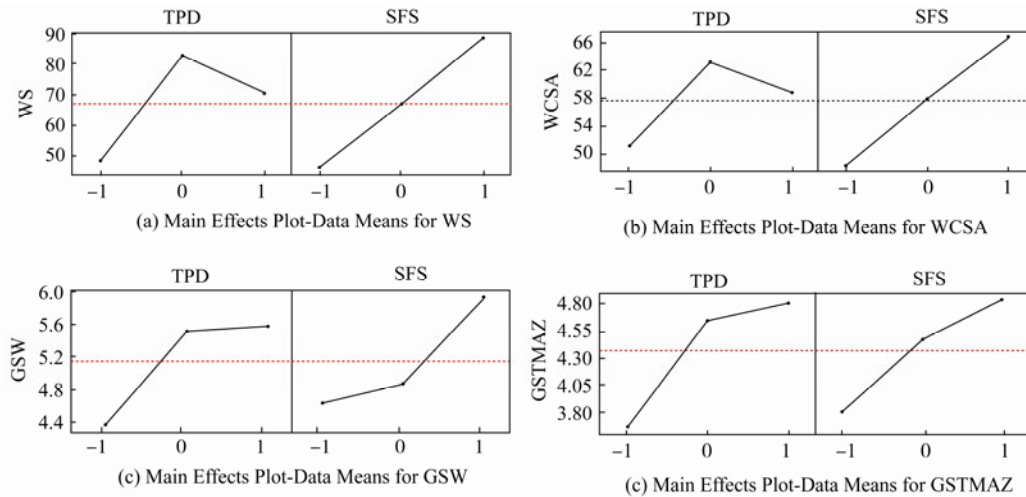 TPD SFS
90
80
70
60
50
WS
−1 0 1 −1 0 1
(a) Main Effects Plot-Data Means for WS
TPD SFS
66
62
58
54
50
WCSA
−1 0 1 −1 0 1
(b) Main Effects Plot-Data Means for WCSA
TPD SFS
6.0
5.6
5.2
4.8
4.4
GSW
−1 0 1 −1 0 1
(c) Main Effects Plot-Data Means for GSW
TPD SFS
4.80
4.55
4.30
4.05
3.80
GSTMAZ
−1 0 1 −1 0 1
(c) Main Effects Plot-Data Means for GSTMAZ